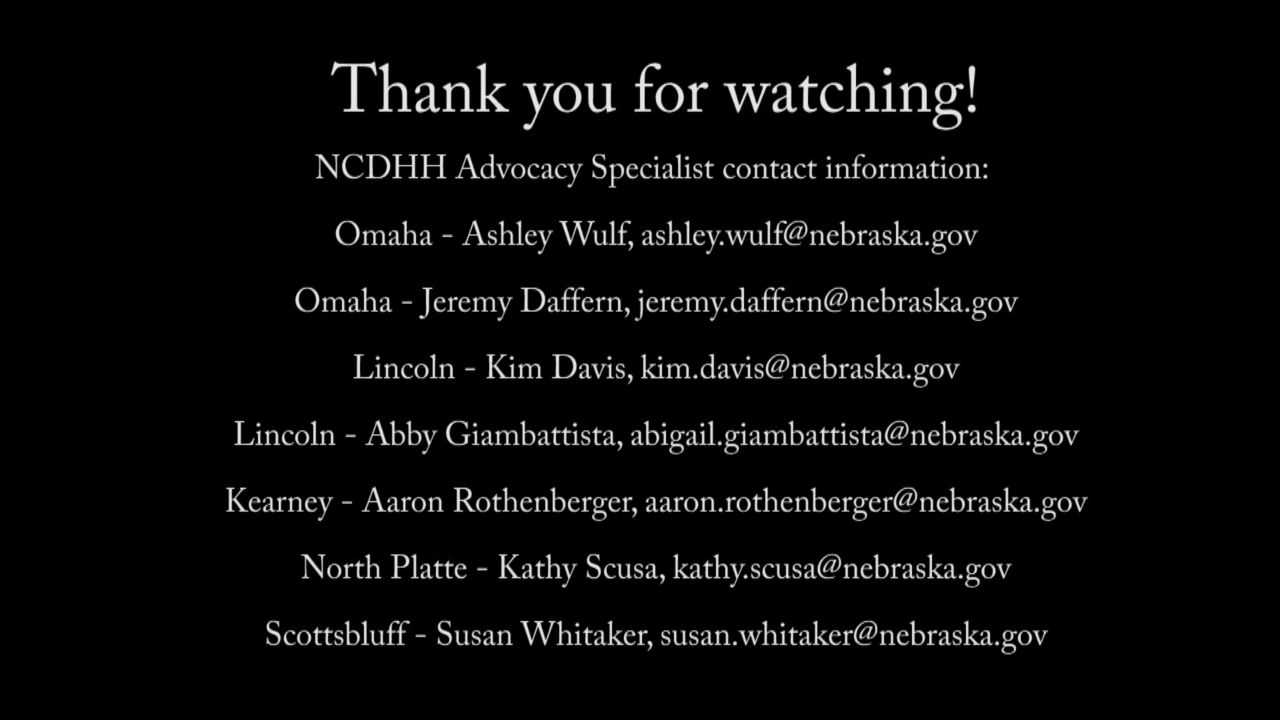 Thank you for watching!
NCDHH Advocacy Specialist contact information:
Omaha - Ashley Wulf, ashley.wulf@nebraska.gov
Omaha - Jeremy Daffern, jeremy.daffern@nebraska.gov
Lincoln - Kim Davis, kim.davis@nebraska.gov
Lincoln - Abby Giambattista, abigail.giambattista@nebraska.gov
Kearney - Aaron Rothenberger, aaron.rothenberger@nebraska.gov
North Platte - Kathy Scusa, kathy.scusa@nebraska.gov
Scottsbluff - Susan Whitaker, susan.whitaker@nebraska.gov